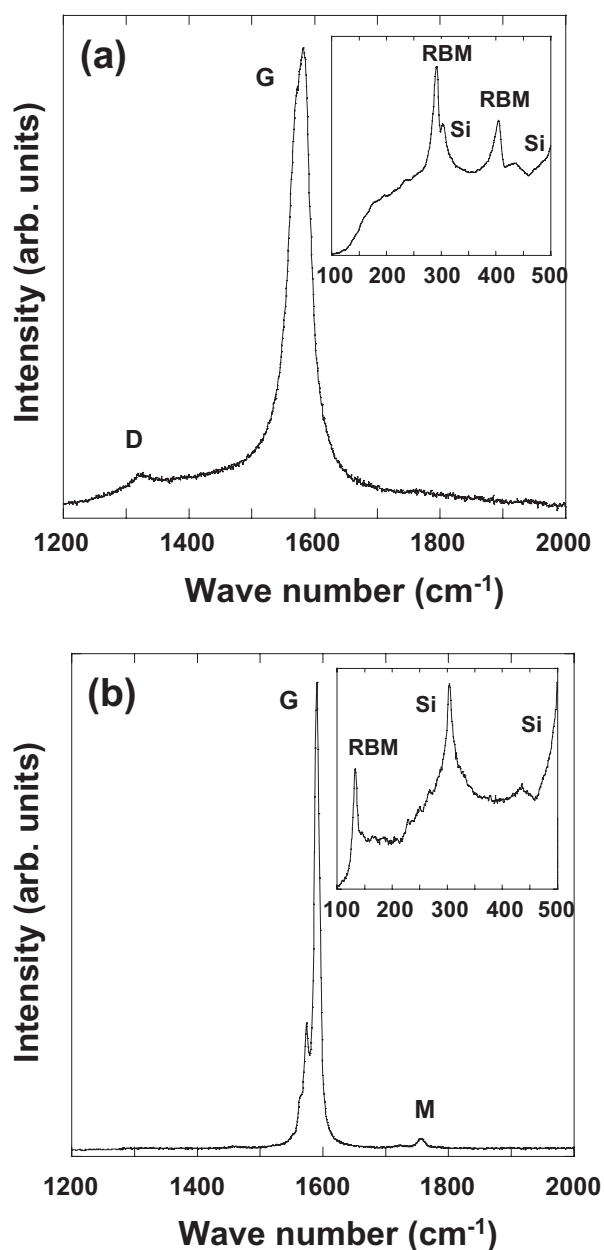 (a)
G
D
RBM
Si
RBM
Si
100 200 300 400 500
Intensity (arb. units)
1200 1400 1600 1800 2000
Wave number (cm-1)
(b)
G
M
RBM
Si
Si
100 200 300 400 500
Intensity (arb. units)
1200 1400 1600 1800 2000
Wave number (cm-1)